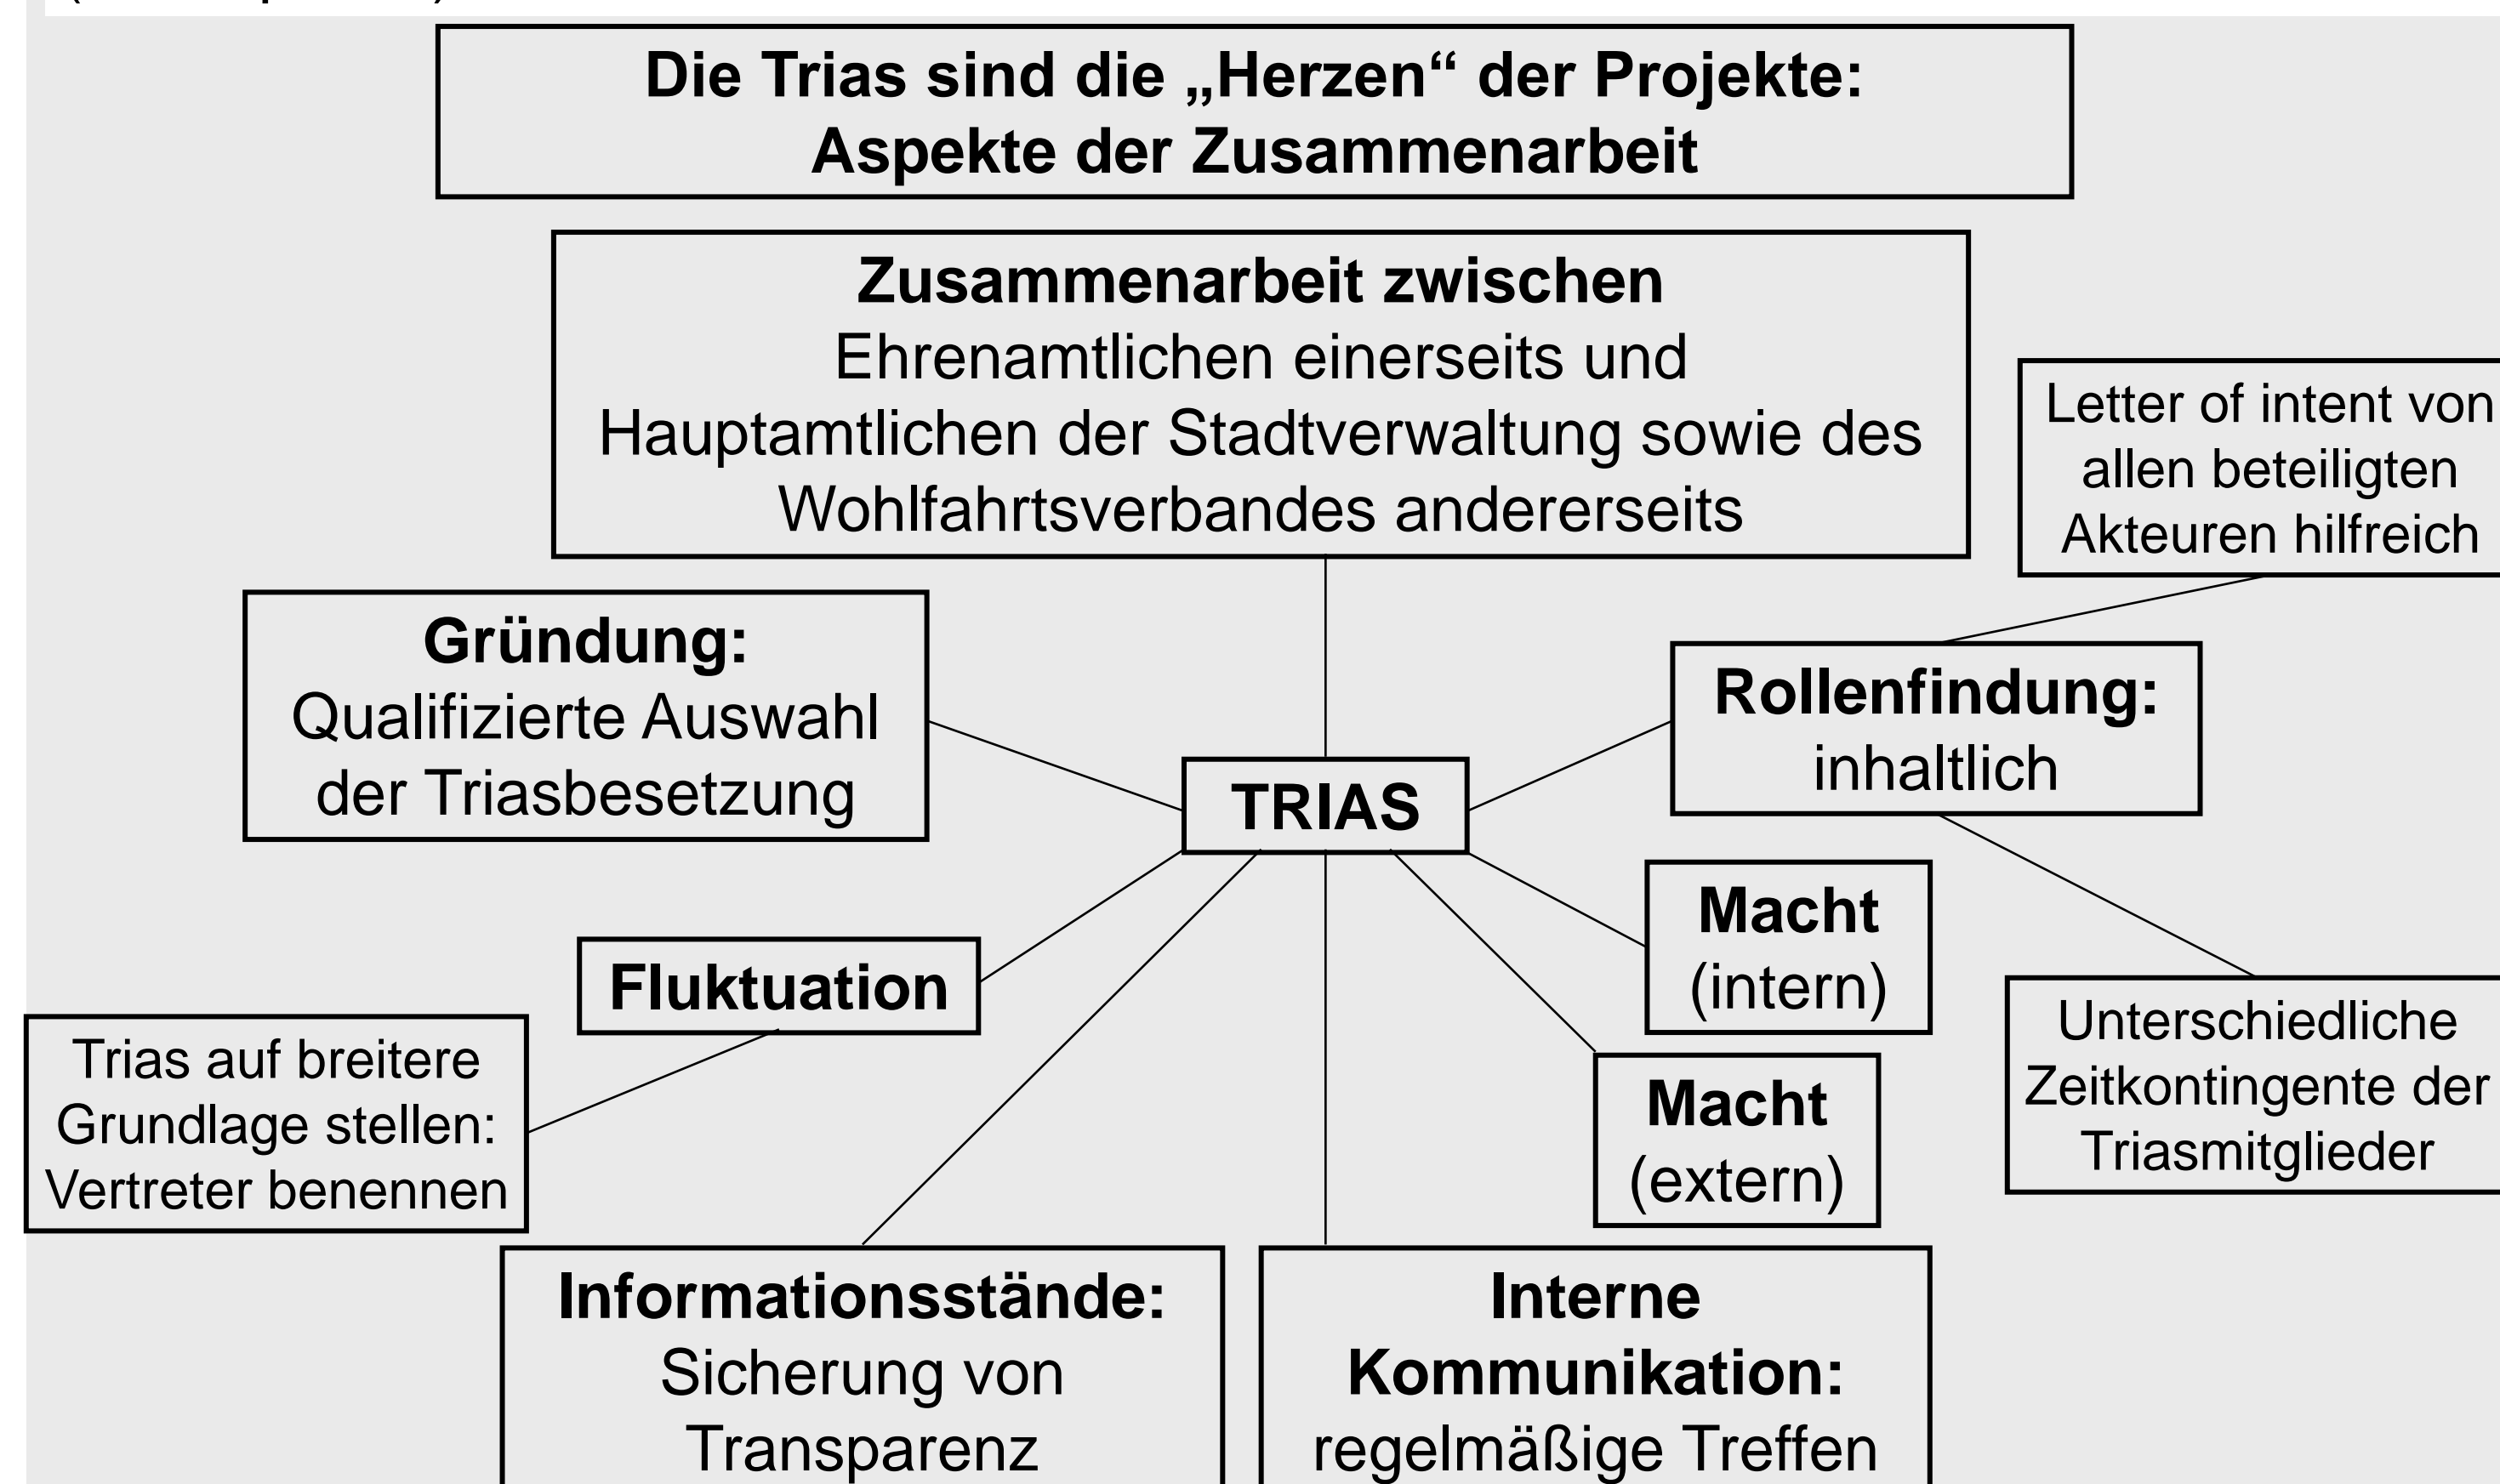 Die Trias sind die „Herzen“ der Projekte:
Aspekte der Zusammenarbeit
Zusammenarbeit zwischen
Ehrenamtlichen einerseits und
Hauptamtlichen der Stadtverwaltung sowie des
Wohlfahrtsverbandes andererseits
Letter of intent von
allen beteiligten
Akteuren hilfreich
Gründung:
Qualifizierte Auswahl
der Triasbesetzung
Rollenfindung:
inhaltlich
TRIAS
Macht
(intern)
Fluktuation
Unterschiedliche
Zeitkontingente der
Triasmitglieder
Trias auf breitere
Grundlage stellen:
Vertreter benennen
Macht
(extern)
Informationsstände:
Sicherung von
Transparenz
Interne
Kommunikation:
regelmäßige Treffen